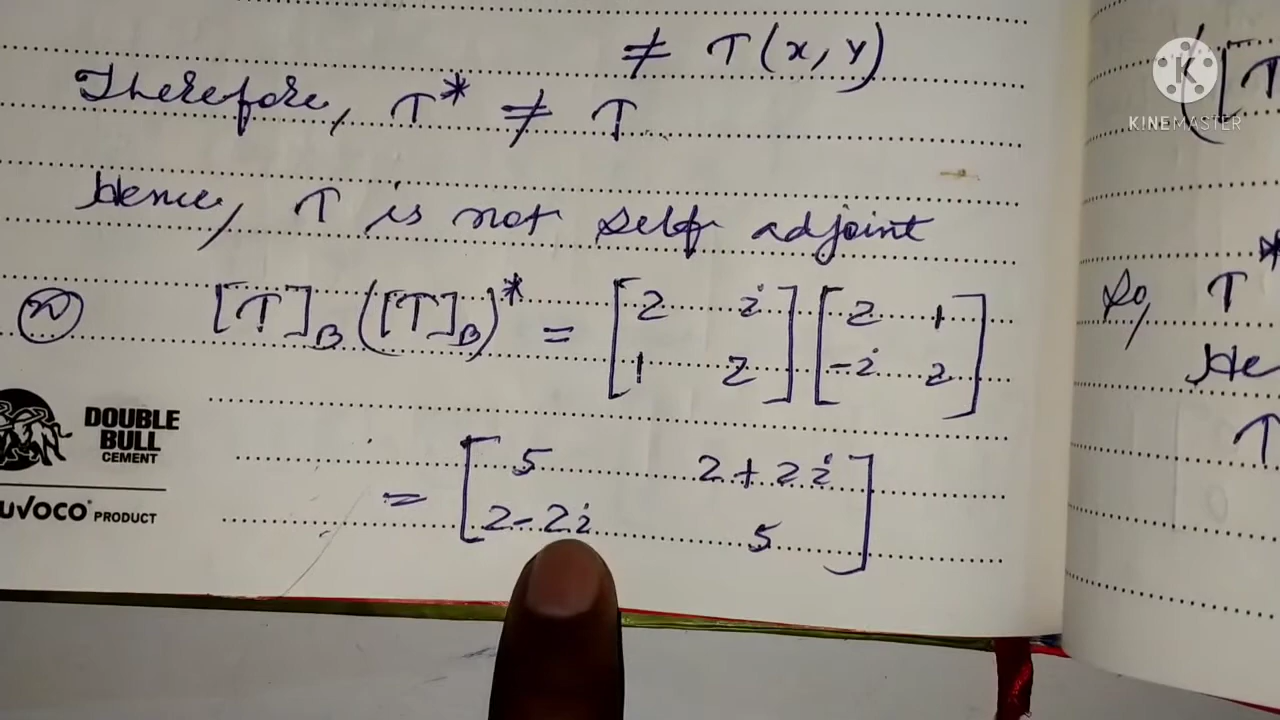 ≠ T(x, y)
Therefore, T* ≠ T
Hence, T is not self adjoint
[T]B ([T]B)* = [2 i] [2 1]
[1 2] [-i 2]
= [5 2+2i]
[2-2i 5]
DOUBLE
BULL
CEMENT
UVOCO PRODUCT
K
KINEMASTER
([T
So, T*
He
T